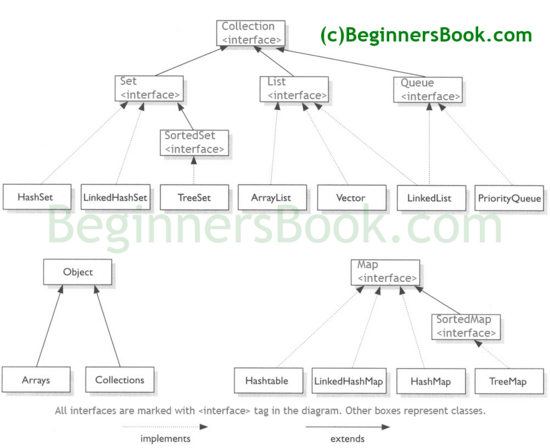 Collection
<interface>
(c)BeginnersBook.com
Set
<interface>
List
<interface>
Queue
<interface>
SortedSet
<interface>
HashSet
LinkedHashSet
TreeSet
ArrayList
Vector
LinkedList
PriorityQueue
BeginnersBook.com
Object
Map
<interface>
SortedMap
<interface>
Arrays
Collections
Hashtable
LinkedHashMap
HashMap
TreeMap
All interfaces are marked with <interface> tag in the diagram. Other boxes represent classes.
implements
extends